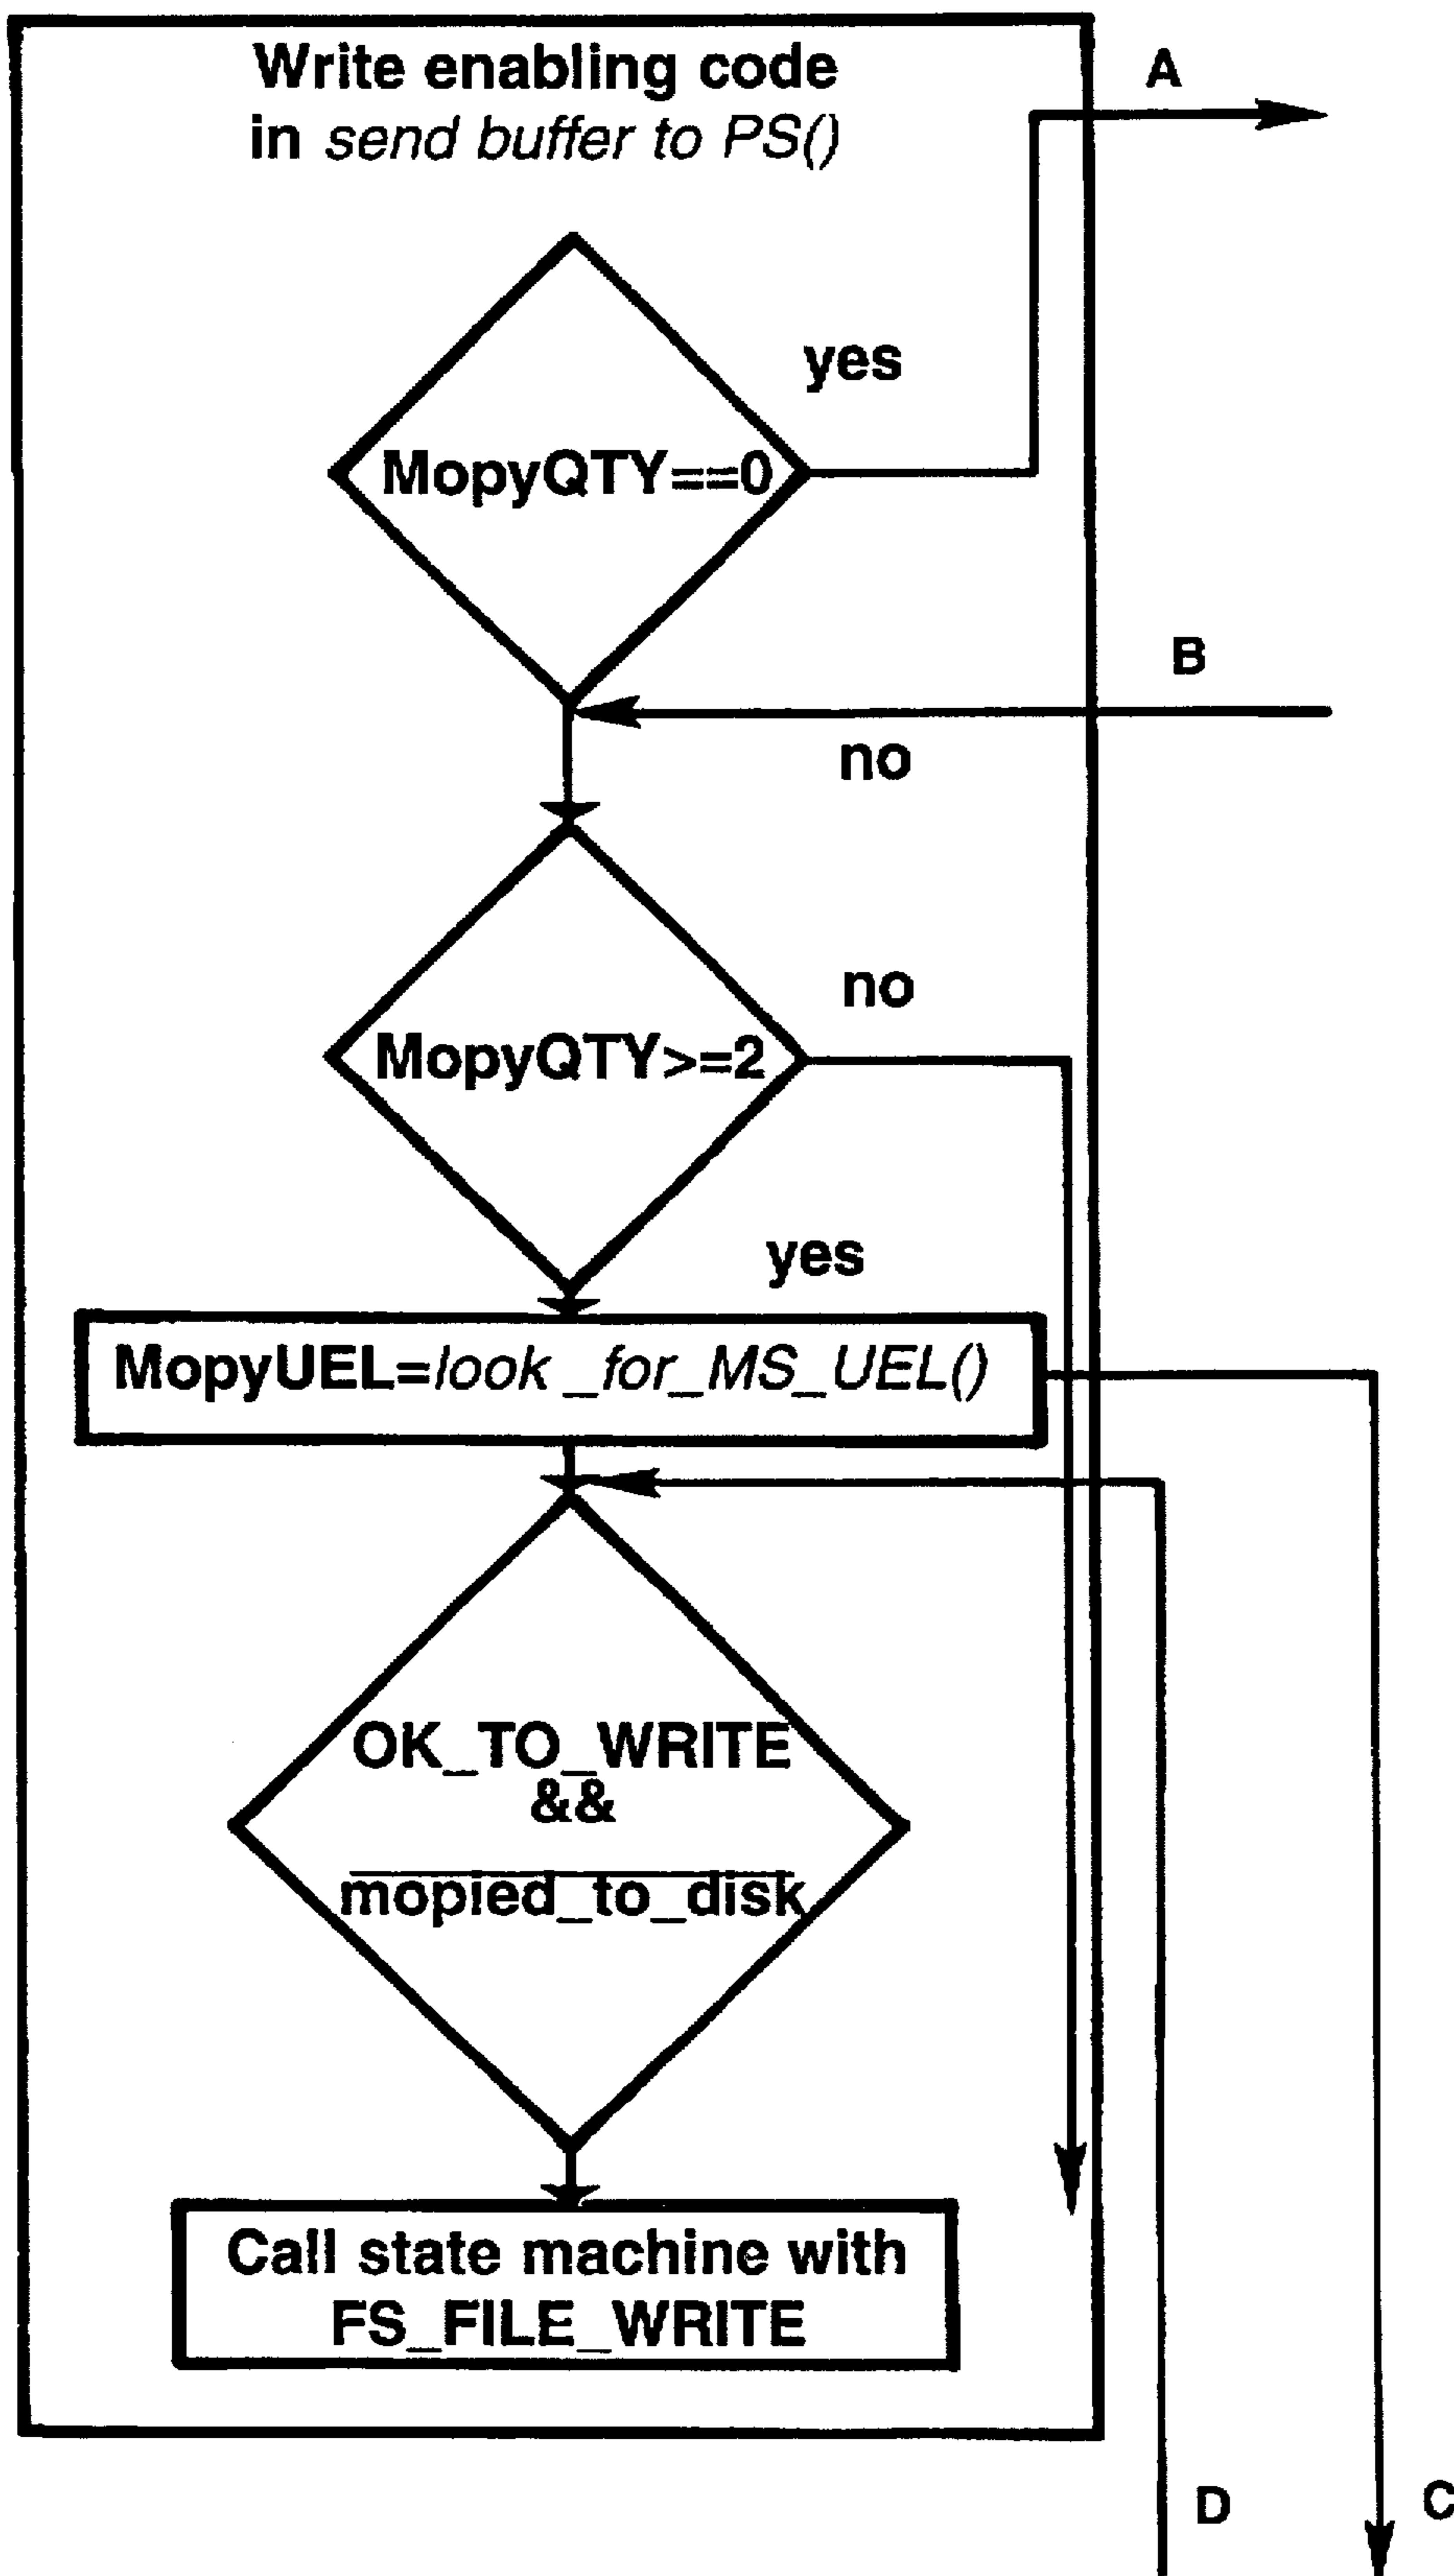 Write enabling code
in send buffer to PS()
A
yes
MopyQTY==0
B
no
no
MopyQTY>=2
yes
MopyUEL=look _for_MS_UEL()
OK_TO_WRITE
&&
mopied_to_disk
Call state machine with
FS_FILE_WRITE
D
C